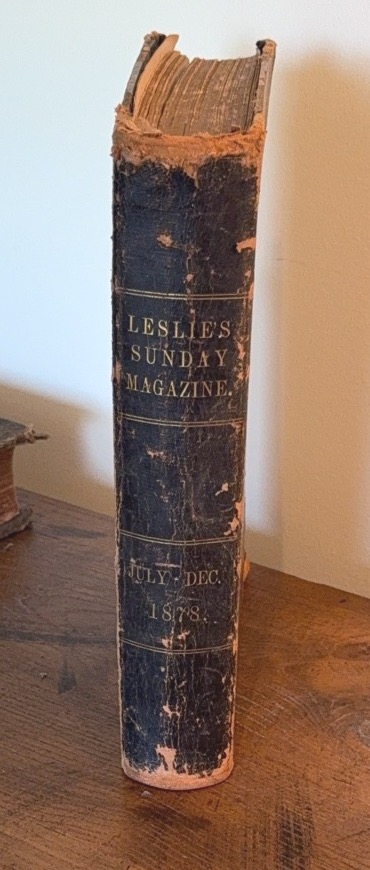 LESLIE'S
SUNDAY
MAGAZINE.
JULY - DEC.
1878.